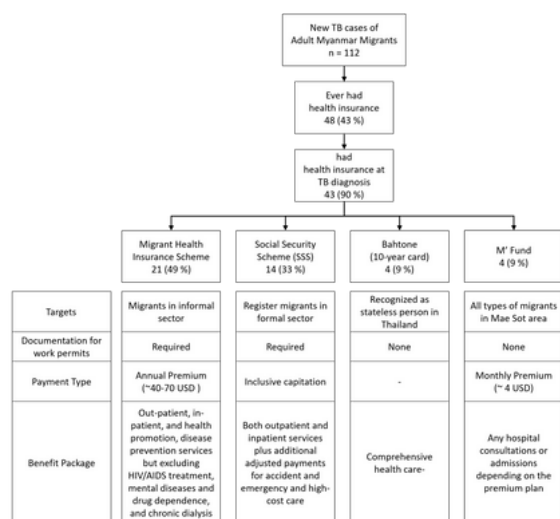 New TB cases of
Adult Myanmar Migrants
n = 112
Ever had
health insurance
48 (43 %)
had
health insurance at
TB diagnosis
43 (90 %)
Migrant Health
Insurance Scheme
21 (49 %)
Social Security
Scheme (SSS)
14 (33 %)
Bahtone
(10-year card)
4 (9 %)
M' Fund
4 (9 %)
Targets
Migrants in informal
sector
Register migrants in
formal sector
Recognized as
stateless person in
Thailand
All types of migrants
in Mae Sot area
Documentation for
work permits
Required
Required
None
None
Payment Type
Annual Premium
(~40-70 USD )
Inclusive capitation
-
Monthly Premium
(~ 4 USD)
Benefit Package
Out-patient, in-
patient, and health
promotion, disease
prevention services
but excluding
HIV/AIDS treatment,
mental diseases and
drug dependence,
and chronic dialysis
Both outpatient and
inpatient services
plus additional
adjusted payments
for accident and
emergency and high-
cost care
Comprehensive
health care-
Any hospital
consultations or
admissions
depending on the
premium plan